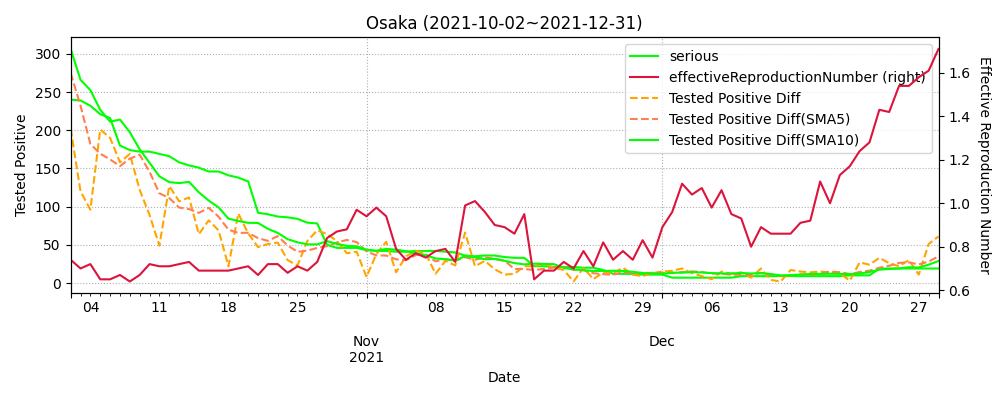 Osaka (2021-10-02~2021-12-31)
Tested Positive
300
250
200
150
100
50
0
serious
effectiveReproductionNumber (right)
Tested Positive Diff
Tested Positive Diff(SMA5)
Tested Positive Diff(SMA10)
1.6
1.4
1.2
1.0
0.8
0.6
Effective Reproduction Number
04 11 18 25 08 15 22 29 06 13 20 27
Nov Dec
2021
Date